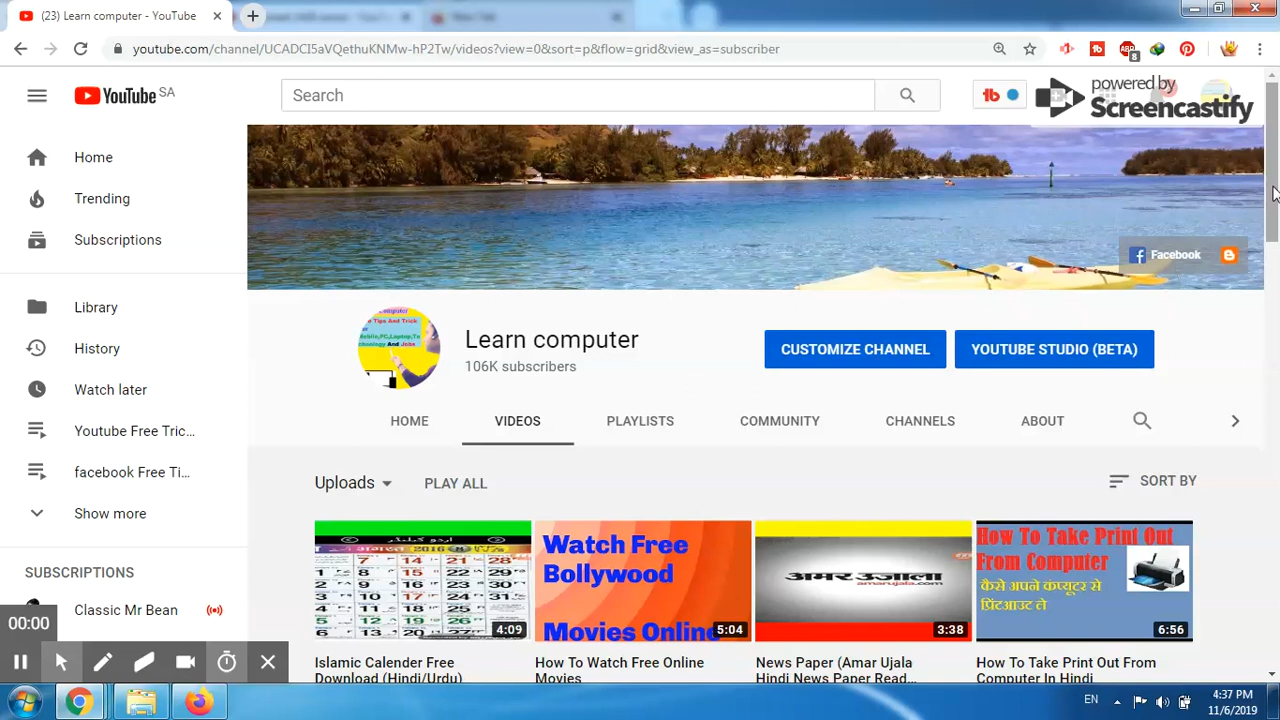 (23) Learn computer - YouTube
youtube.com/channel/UCADCI5aVQethuKNMw-hP2Tw/videos?view=0&sort=p&flow=grid&view_as=subscriber
YouTube SA
Search
powered by
Screencastify
Home
Trending
Subscriptions
Library
History
Watch later
Youtube Free Tric...
facebook Free Ti...
Show more
SUBSCRIPTIONS
Classic Mr Bean
Facebook
Learn computer
106K subscribers
CUSTOMIZE CHANNEL
YOUTUBE STUDIO (BETA)
HOME
VIDEOS
PLAYLISTS
COMMUNITY
CHANNELS
ABOUT
Uploads
PLAY ALL
SORT BY
4:09
Watch Free
Bollywood
Movies Online
5:04
अमर उजाला
amarujala.com
3:38
How To Take Print Out
From Computer
कैसे अपने कंप्यूटर से
प्रिंटआउट ले
6:56
Islamic Calender Free
Download (Hindi/Urdu)
How To Watch Free Online
Movies
News Paper (Amar Ujala
Hindi News Paper Read...
How To Take Print Out From
Computer In Hindi
00:00
EN
4:37 PM
11/6/2019